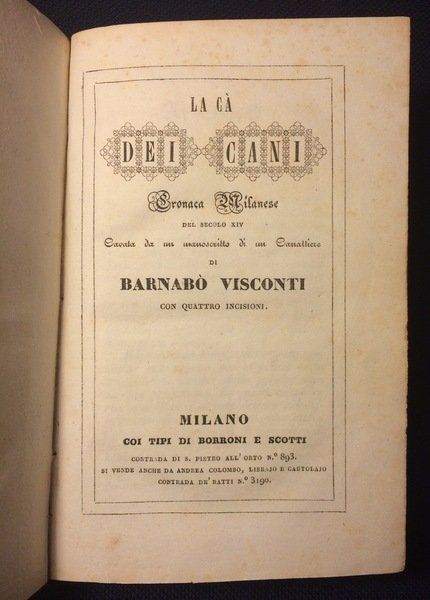 LA CÀ
DEI CANI
Cronaca Milanese
DEL SECOLO XIV
Cavata da un manoscritto di un Canattiere
DI
BARNABÒ VISCONTI
CON QUATTRO INCISIONI.
MILANO
COI TIPI DI BORRONI E SCOTTI
CONTRADA DI S. PIETRO ALL'ORTO N.° 893.
SI VENDE ANCHE DA ANDREA COLOMBO, LIBRAJO E CARTOLAJO
CONTRADA DE' RATTI N.° 3190.